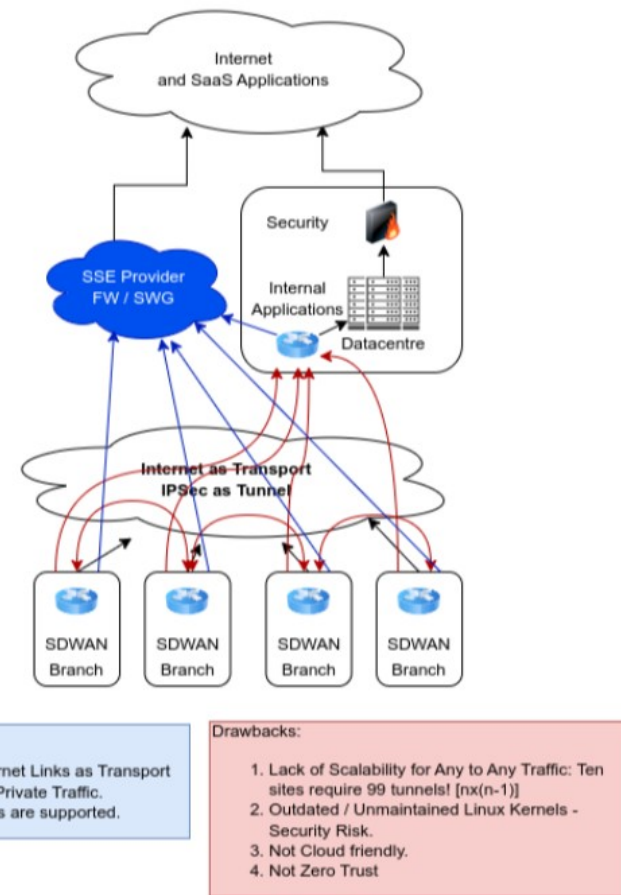 Internet
and SaaS Applications
Security
SSE Provider
FW / SWG
Internal
Applications
Datacentre
Internet as Transport
IPSec as Tunnel
SDWAN
Branch
SDWAN
Branch
SDWAN
Branch
SDWAN
Branch
rnet Links as Transport
Private Traffic.
s are supported.
Drawbacks:
1. Lack of Scalability for Any to Any Traffic: Ten
sites require 99 tunnels! [nx(n-1)]
2. Outdated / Unmaintained Linux Kernels -
Security Risk.
3. Not Cloud friendly.
4. Not Zero Trust